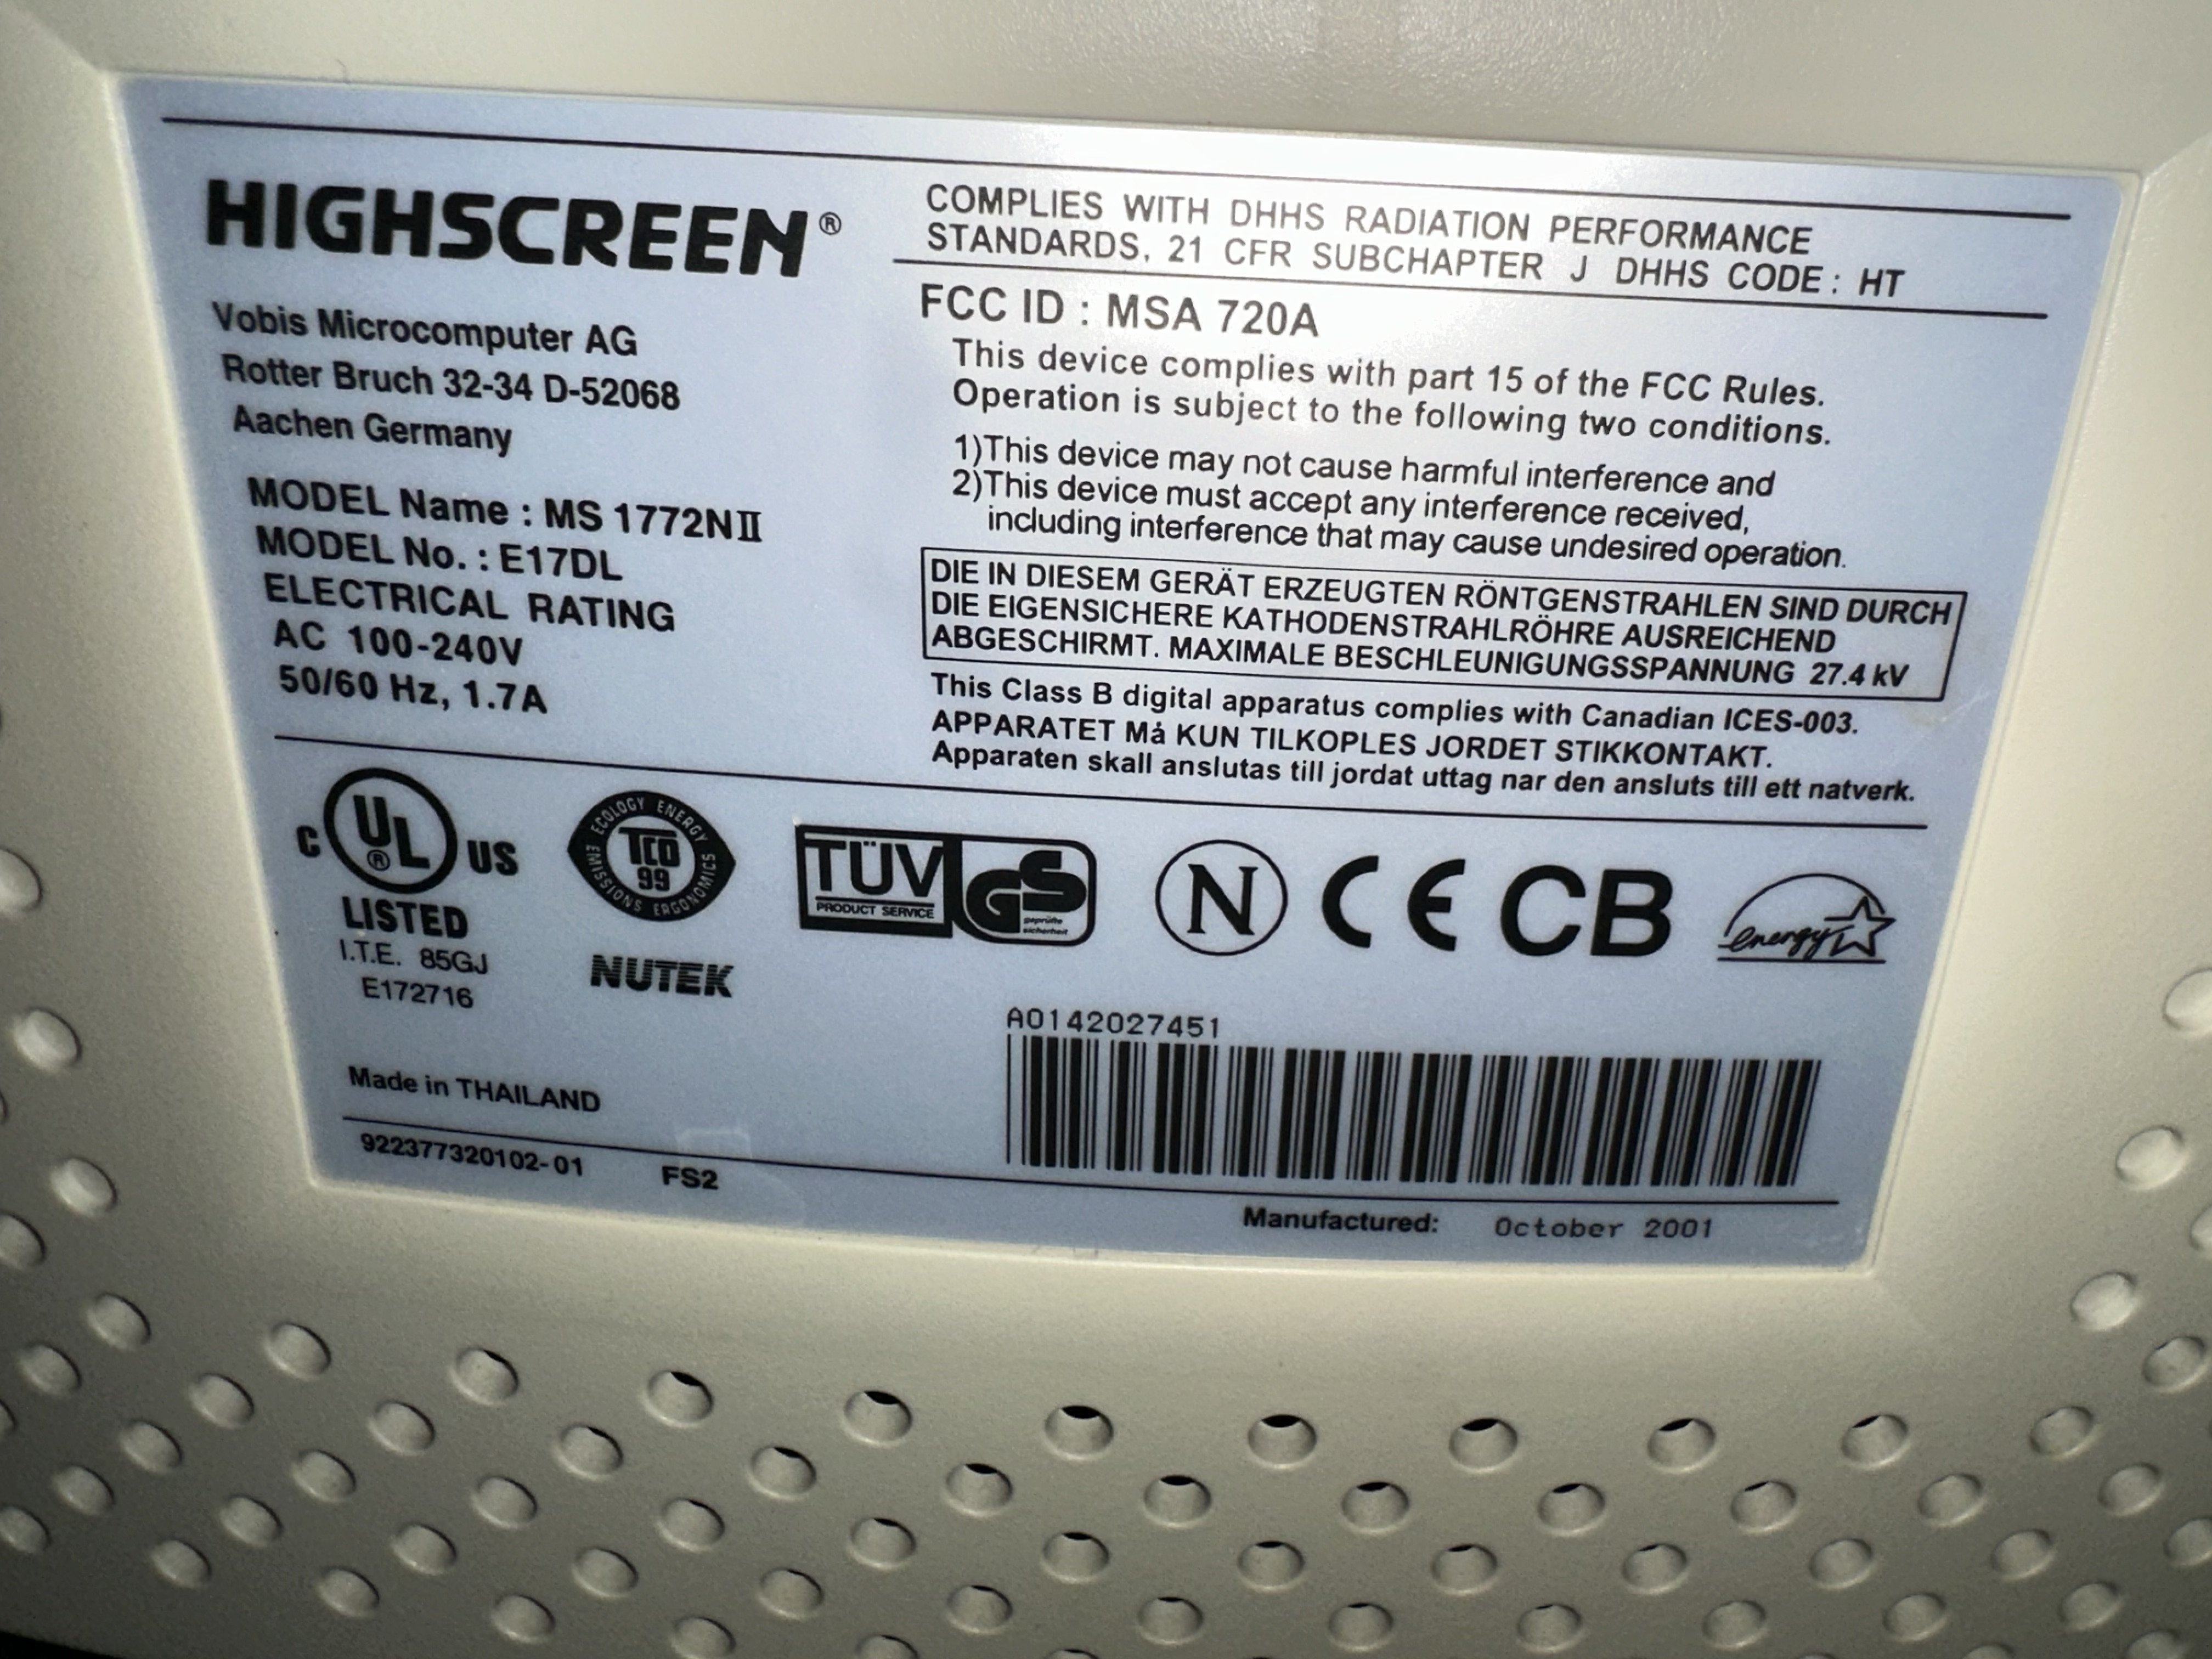 HIGHSCREEN®
Vobis Microcomputer AG
Rotter Bruch 32-34 D-52068
Aachen Germany
MODEL Name : MS 1772NⅡ
MODEL No. : E17DL
ELECTRICAL RATING
AC 100-240V
50/60 Hz, 1.7A
COMPLIES WITH DHHS RADIATION PERFORMANCE
STANDARDS, 21 CFR SUBCHAPTER J DHHS CODE : HT
FCC ID : MSA 720A
This device complies with part 15 of the FCC Rules.
Operation is subject to the following two conditions.
1)This device may not cause harmful interference and
2)This device must accept any interference received,
including interference that may cause undesired operation.
DIE IN DIESEM GERÄT ERZEUGTEN RÖNTGENSTRAHLEN SIND DURCH
DIE EIGENSICHERE KATHODENSTRAHLRÖHRE AUSREICHEND
ABGESCHIRMT. MAXIMALE BESCHLEUNIGUNGSSPANNUNG 27.4 kV
This Class B digital apparatus complies with Canadian ICES-003.
APPARATET Må KUN TILKOPLES JORDET STIKKONTAKT.
Apparaten skall anslutas till jordat uttag nar den ansluts till ett natverk.
C UL® US
LISTED
I.T.E. 85GJ
E172716
ECOLOGY ENERGY
TCO
99
EMISSIONS ERGONOMICS
NUTEK
TÜV
PRODUCT SERVICE
GS
geprüfte
sicherheit
N
CE
CB
energy
A0142027451
Made in THAILAND
922377320102-01 FS2
Manufactured: October 2001